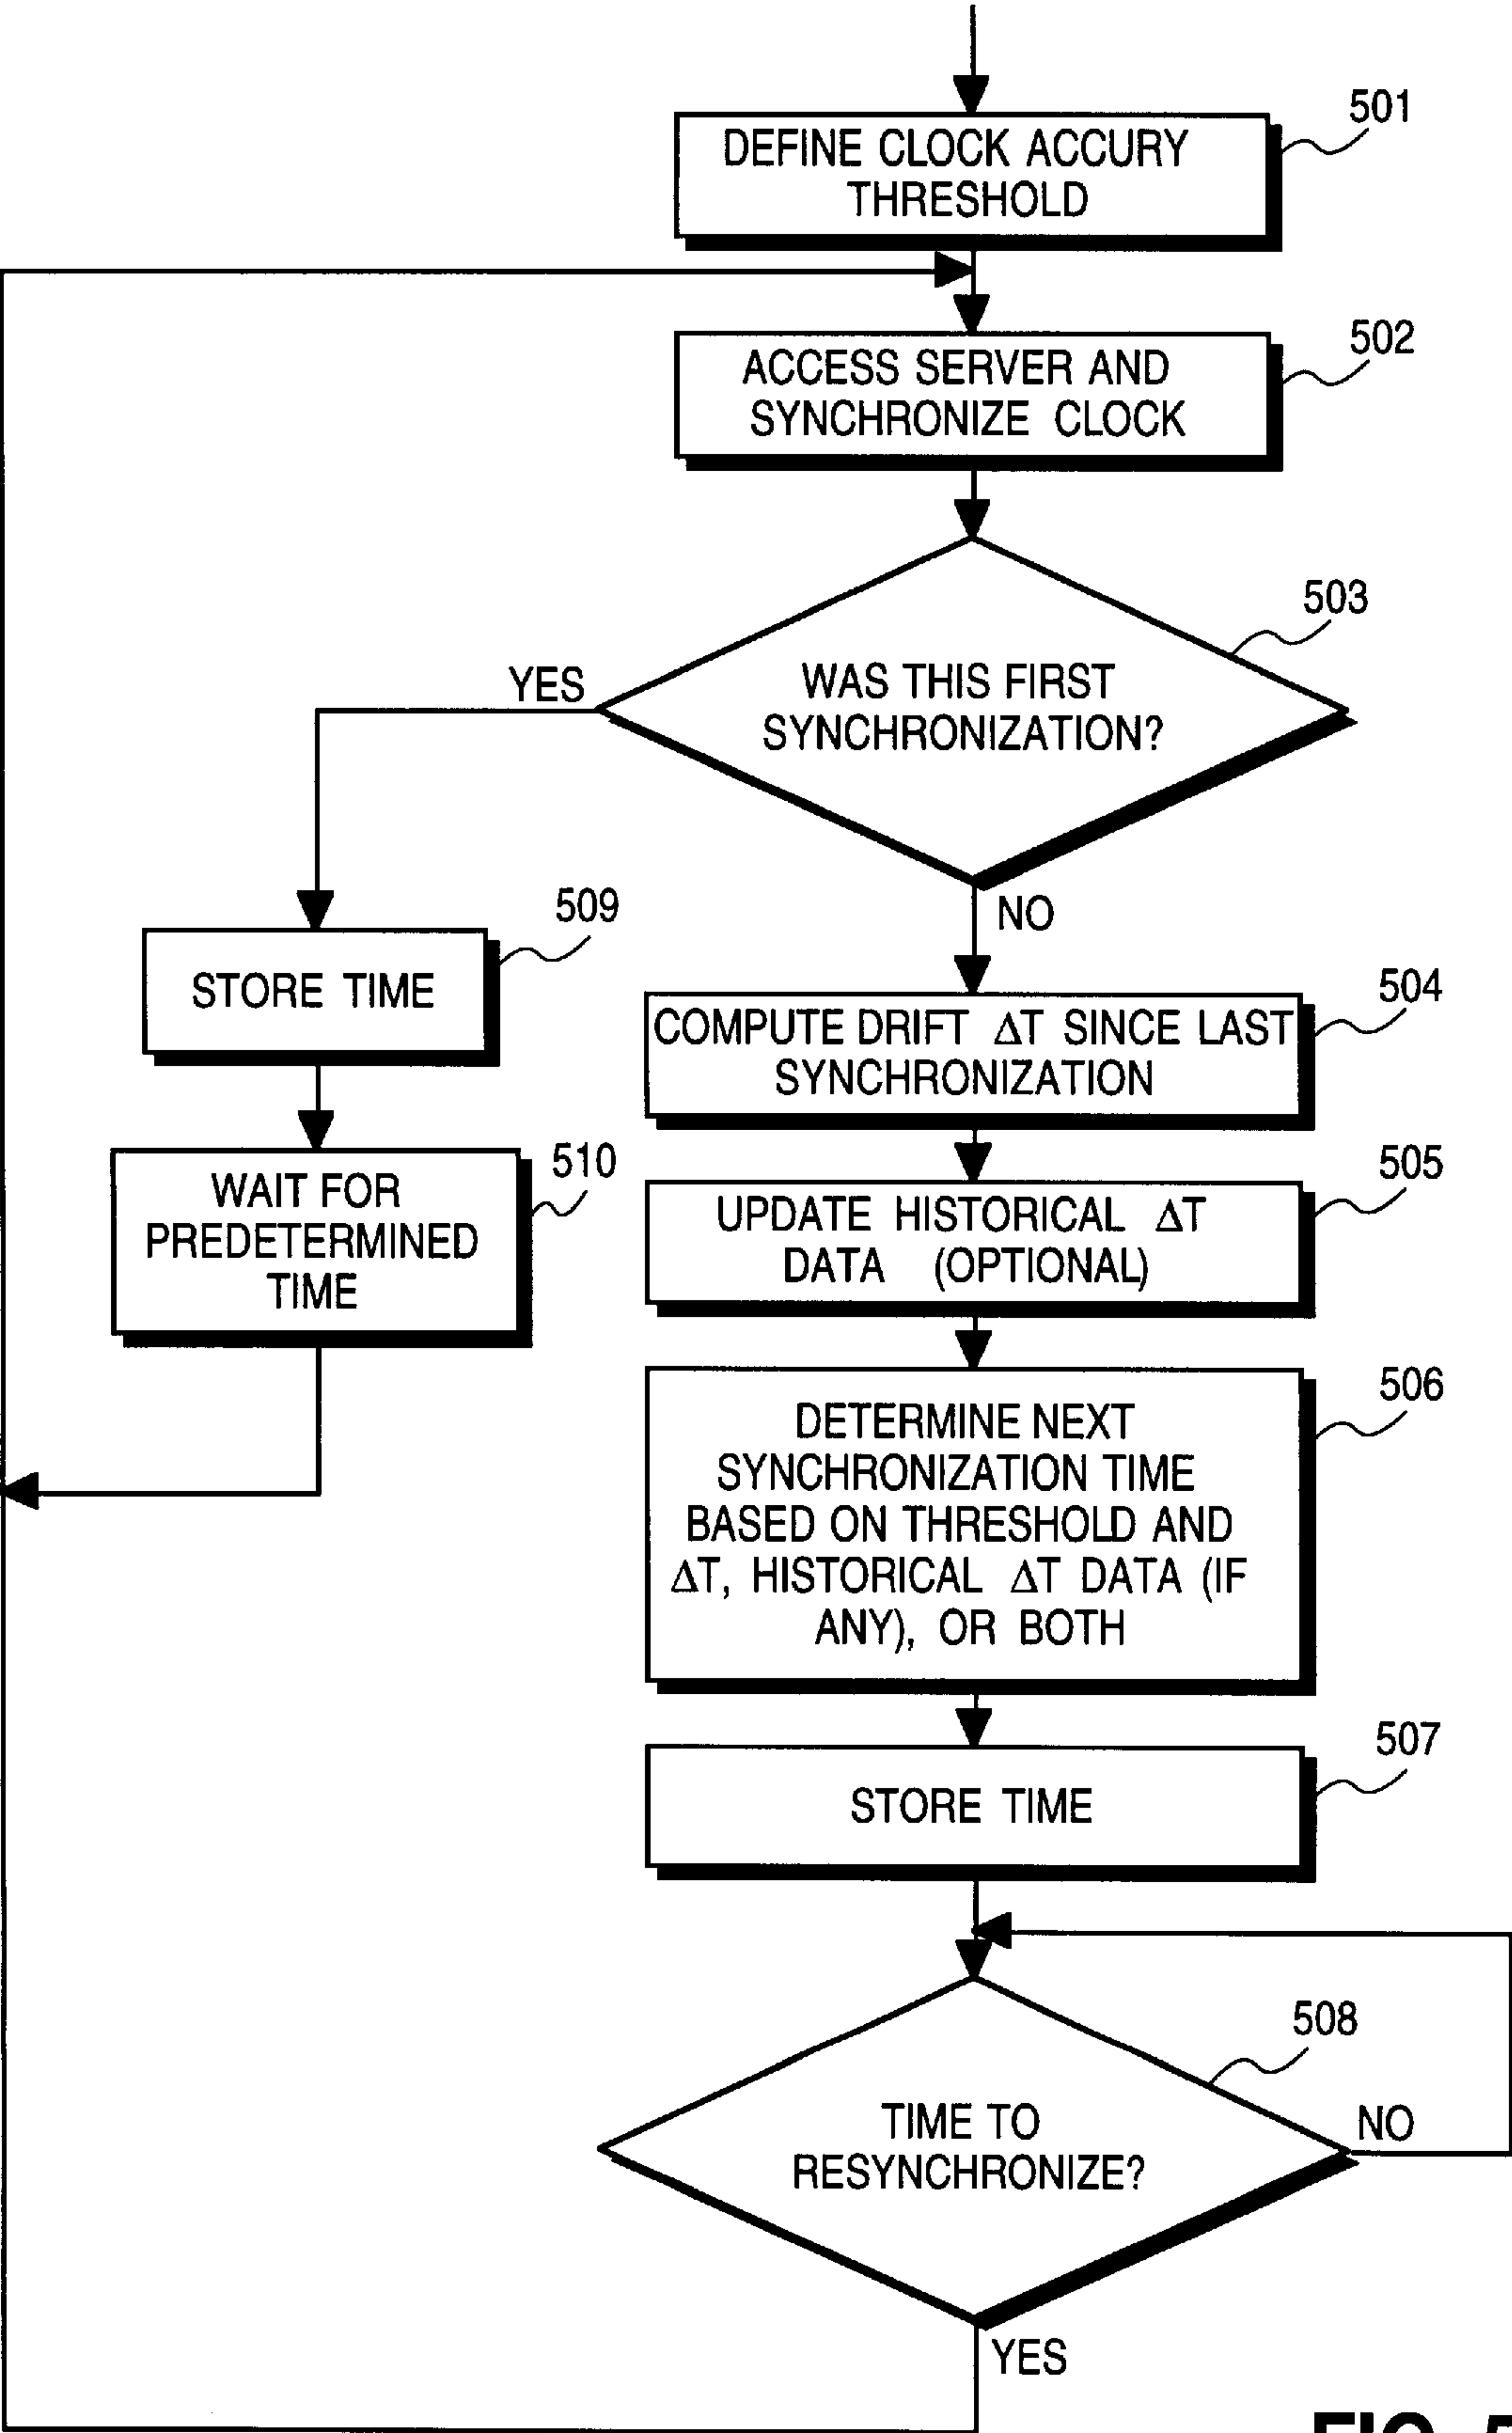 501
DEFINE CLOCK ACCURY
THRESHOLD
502
ACCESS SERVER AND
SYNCHRONIZE CLOCK
503
WAS THIS FIRST
SYNCHRONIZATION?
YES
NO
509
STORE TIME
510
WAIT FOR
PREDETERMINED
TIME
504
COMPUTE DRIFT ΔT SINCE LAST
SYNCHRONIZATION
505
UPDATE HISTORICAL ΔT
DATA (OPTIONAL)
506
DETERMINE NEXT
SYNCHRONIZATION TIME
BASED ON THRESHOLD AND
ΔT, HISTORICAL ΔT DATA (IF
ANY), OR BOTH
507
STORE TIME
508
TIME TO
RESYNCHRONIZE?
NO
YES
FIG. 5